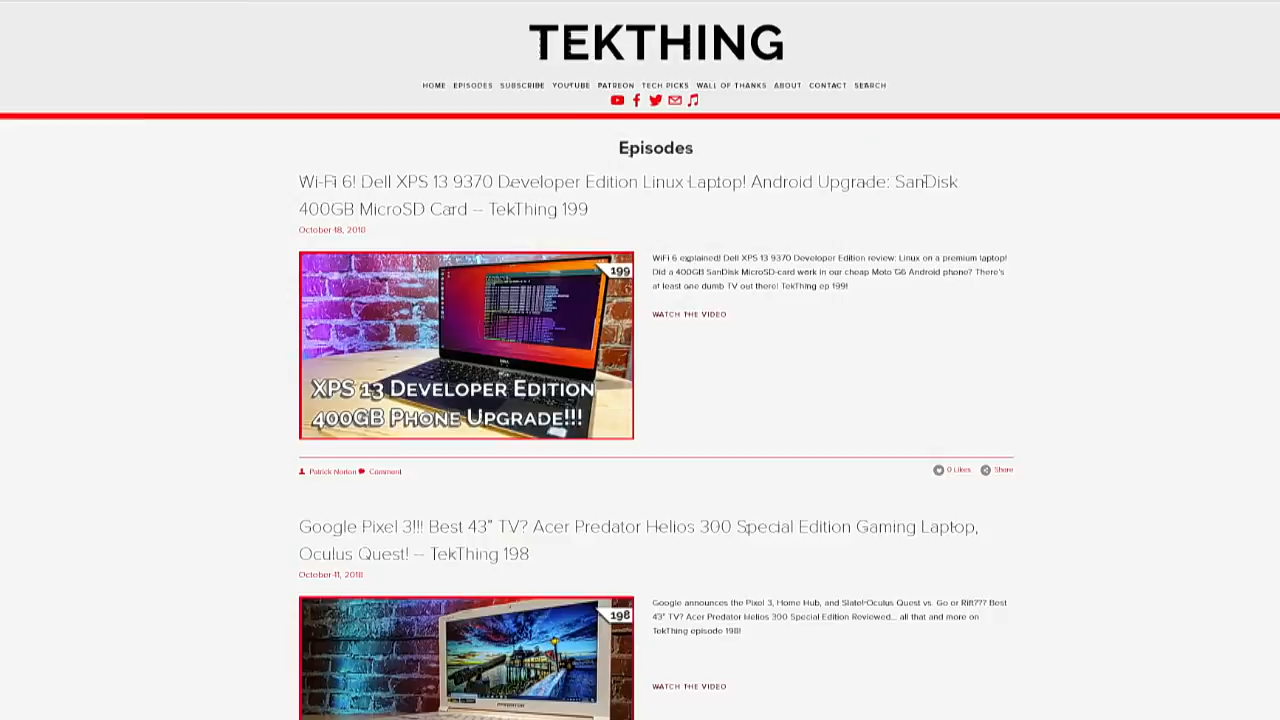 TEKTHING
HOME EPISODES SUBSCRIBE YOUTUBE PATREON TECH PICKS WALL OF THANKS ABOUT CONTACT SEARCH
Episodes
Wi-Fi 6! Dell XPS 13 9370 Developer Edition Linux Laptop! Android Upgrade: SanDisk
400GB MicroSD Card – TekThing 199
October 18, 2018
WiFi 6 explained! Dell XPS 13 9370 Developer Edition review: Linux on a premium laptop!
Did a 400GB SanDisk MicroSD card work in our cheap Moto G6 Android phone? There's
at least one dumb TV out there! TekThing ep 199!
WATCH THE VIDEO
199
DELL
XPS 13 Developer Edition
400GB Phone Upgrade!!!
Patrick Norton Comment
0 Likes Share
Google Pixel 3!!! Best 43" TV? Acer Predator Helios 300 Special Edition Gaming Laptop,
Oculus Quest! – TekThing 198
October 11, 2018
Google announces the Pixel 3, Home Hub, and Slate! Oculus Quest vs. Go or Rift??? Best
43" TV? Acer Predator Helios 300 Special Edition Reviewed... all that and more on
TekThing episode 198!
WATCH THE VIDEO
198
PREDATOR